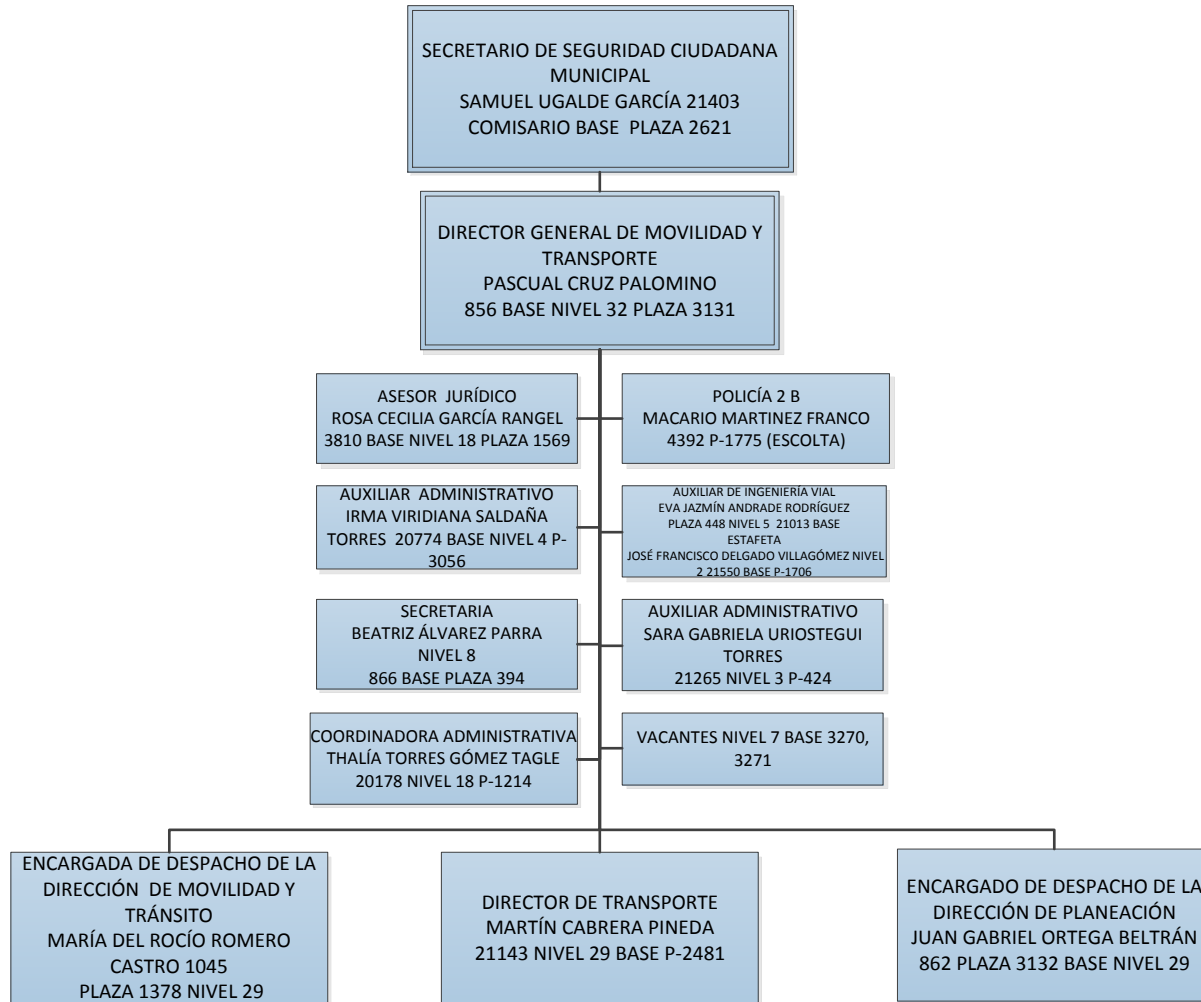 SECRETARIO DE SEGURIDAD CIUDADANA
MUNICIPAL
SAMUEL UGALDE GARCÍA 21403
COMISARIO BASE PLAZA 2621
DIRECTOR GENERAL DE MOVILIDAD Y
TRANSPORTE
PASCUAL CRUZ PALOMINO
856 BASE NIVEL 32 PLAZA 3131
ASESOR JURÍDICO
ROSA CECILIA GARCÍA RANGEL
3810 BASE NIVEL 18 PLAZA 1569
POLICÍA 2 B
MACARIO MARTINEZ FRANCO
4392 P-1775 (ESCOLTA)
AUXILIAR ADMINISTRATIVO
IRMA VIRIDIANA SALDAÑA
TORRES 20774 BASE NIVEL 4 P-
3056
AUXILIAR DE INGENIERÍA VIAL
EVA JAZMÍN ANDRADE RODRÍGUEZ
PLAZA 448 NIVEL 5 21013 BASE
ESTAFETA
JOSÉ FRANCISCO DELGADO VILLAGÓMEZ NIVEL
2 21550 BASE P-1706
SECRETARIA
BEATRIZ ÁLVAREZ PARRA
NIVEL 8
866 BASE PLAZA 394
AUXILIAR ADMINISTRATIVO
SARA GABRIELA URIOSTEGUI
TORRES
21265 NIVEL 3 P-424
COORDINADORA ADMINISTRATIVA
THALÍA TORRES GÓMEZ TAGLE
20178 NIVEL 18 P-1214
VACANTES NIVEL 7 BASE 3270,
3271
ENCARGADA DE DESPACHO DE LA
DIRECCIÓN DE MOVILIDAD Y
TRÁNSITO
MARÍA DEL ROCÍO ROMERO
CASTRO 1045
PLAZA 1378 NIVEL 29
DIRECTOR DE TRANSPORTE
MARTÍN CABRERA PINEDA
21143 NIVEL 29 BASE P-2481
ENCARGADO DE DESPACHO DE LA
DIRECCIÓN DE PLANEACIÓN
JUAN GABRIEL ORTEGA BELTRÁN
862 PLAZA 3132 BASE NIVEL 29